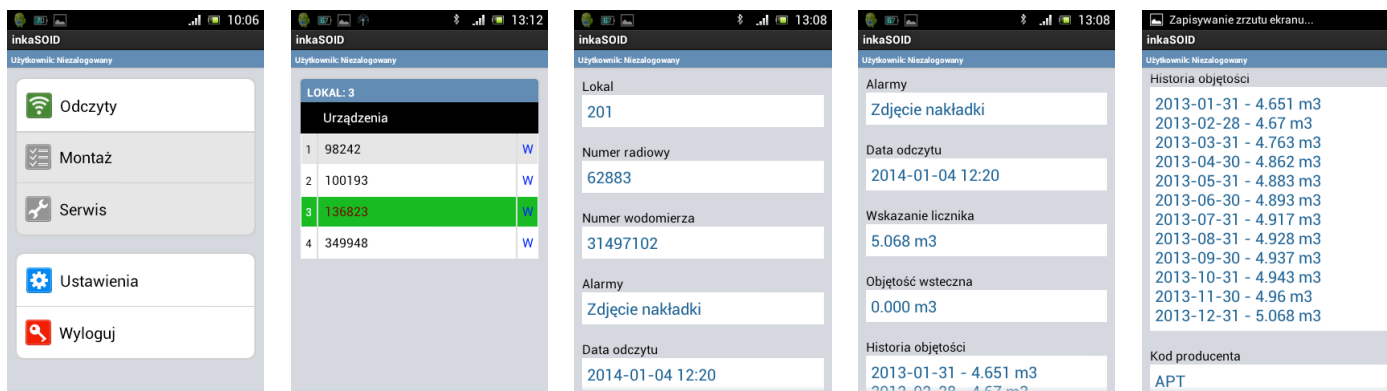 10:06
inkaSOID
Użytkownik: Niezalogowany
Odczyty
Montaż
Serwis
Ustawienia
Wyloguj
13:12
inkaSOID
Użytkownik: Niezalogowany
LOKAL: 3
Urządzenia
1 98242 W
2 100193 W
3 136823 W
4 349948 W
13:08
inkaSOID
Użytkownik: Niezalogowany
Lokal
201
Numer radiowy
62883
Numer wodomierza
31497102
Alarmy
Zdjęcie nakładki
Data odczytu
2014-01-04 12:20
13:08
inkaSOID
Użytkownik: Niezalogowany
Alarmy
Zdjęcie nakładki
Data odczytu
2014-01-04 12:20
Wskazanie licznika
5.068 m3
Objętość wsteczna
0.000 m3
Historia objętości
2013-01-31 - 4.651 m3
2013-02-28 - 4.67 m3
Zapisywanie zrzutu ekranu...
inkaSOID
Użytkownik: Niezalogowany
Historia objętości
2013-01-31 - 4.651 m3
2013-02-28 - 4.67 m3
2013-03-31 - 4.763 m3
2013-04-30 - 4.862 m3
2013-05-31 - 4.883 m3
2013-06-30 - 4.893 m3
2013-07-31 - 4.917 m3
2013-08-31 - 4.928 m3
2013-09-30 - 4.937 m3
2013-10-31 - 4.943 m3
2013-11-30 - 4.96 m3
2013-12-31 - 5.068 m3
Kod producenta
APT